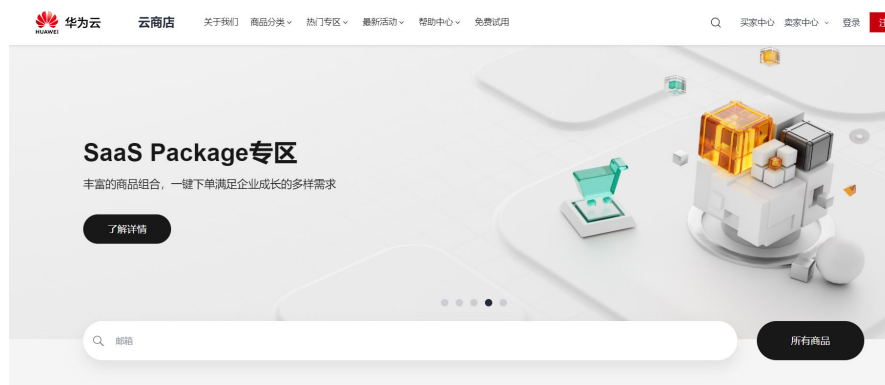 HUAWEI
华为云 云商店 关于我们 商品分类 热门专区 最新活动 帮助中心 免费试用 买家中心 卖家中心 登录
SaaS Package专区
丰富的商品组合，一键下单满足企业成长的多样需求
了解详情
邮箱 所有商品